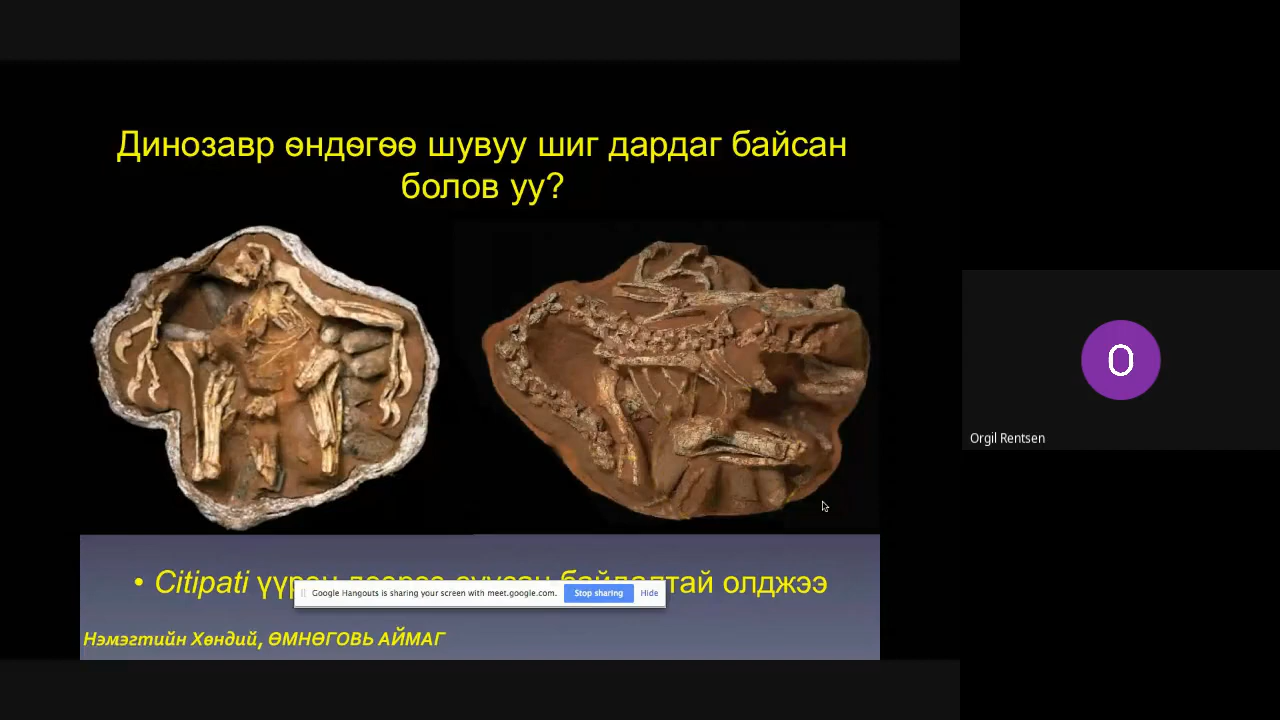 Динозавр өндөгөө шувуу шиг дардаг байсан
болов уу?
• Citipati байдалтай олджээ
Google Hangouts is sharing your screen with meet.google.com. Stop sharing Hide
Нэмэгтийн Хөндий, ӨМНӨГОВЬ АЙМАГ
O
Orgil Rentsen